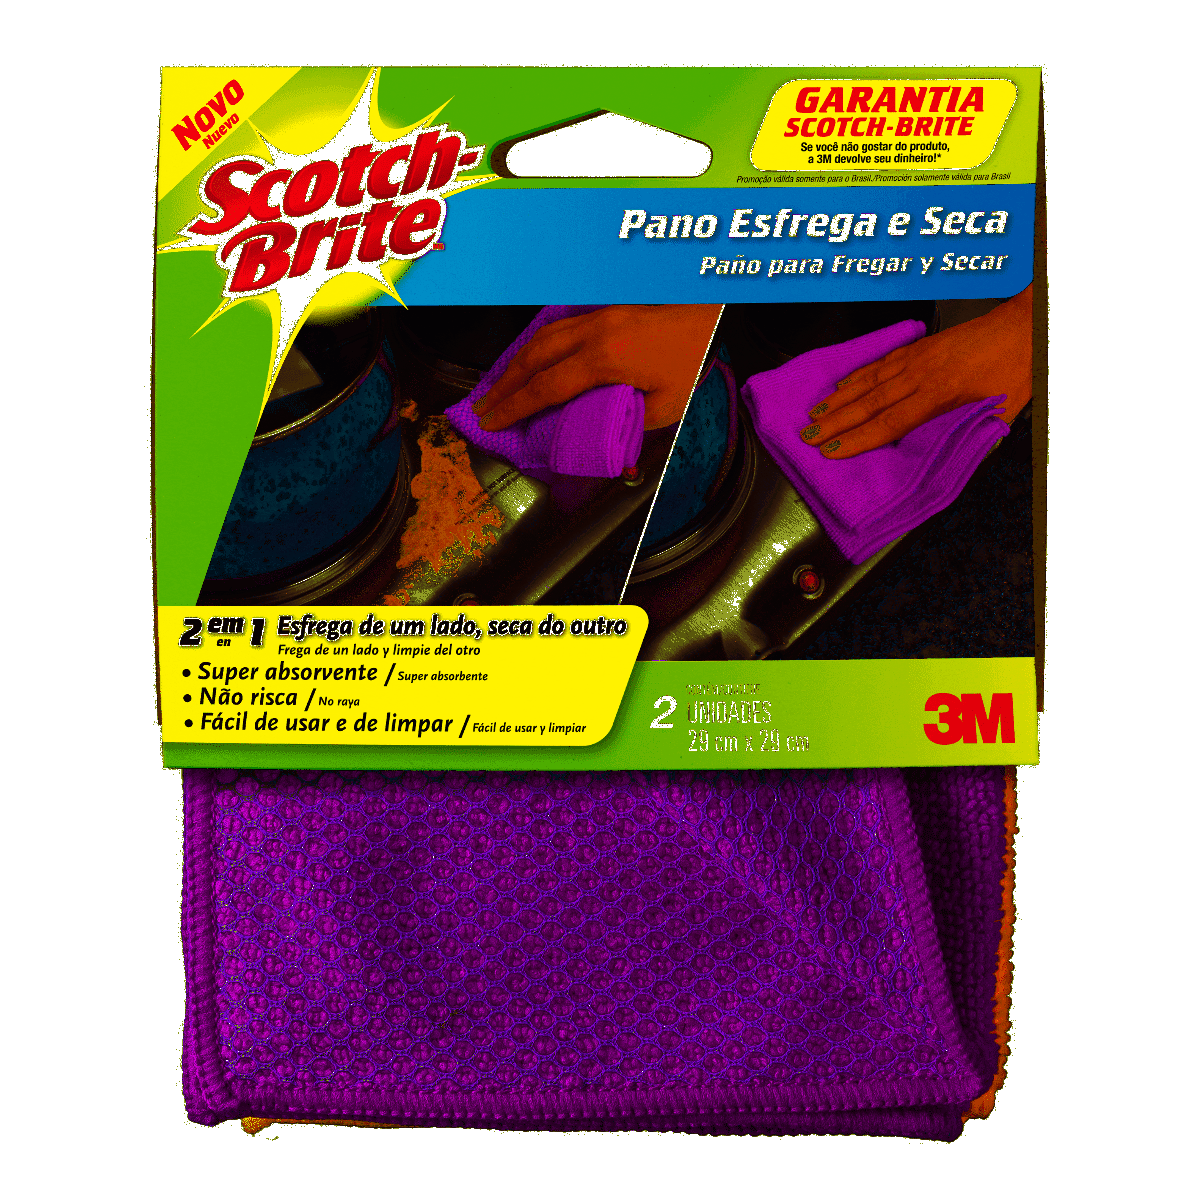 NOVO
Nuevo
Scotch-
Brite
GARANTIA
SCOTCH-BRITE
Se você não gostar do produto,
a 3M devolve seu dinheiro!*
Promoção válida somente para o Brasil./Promoción solamente válida para Brasil
Pano Esfrega e Seca
Paño para Fregar y Secar
2 em 1 Esfrega de um lado, seca do outro
en
Frega de un lado y limpie del otro
• Super absorvente / Super absorbente
• Não risca / No raya
• Fácil de usar e de limpar / Fácil de usar y limpiar
2 UNIDADES
29 cm x 29 cm
3M